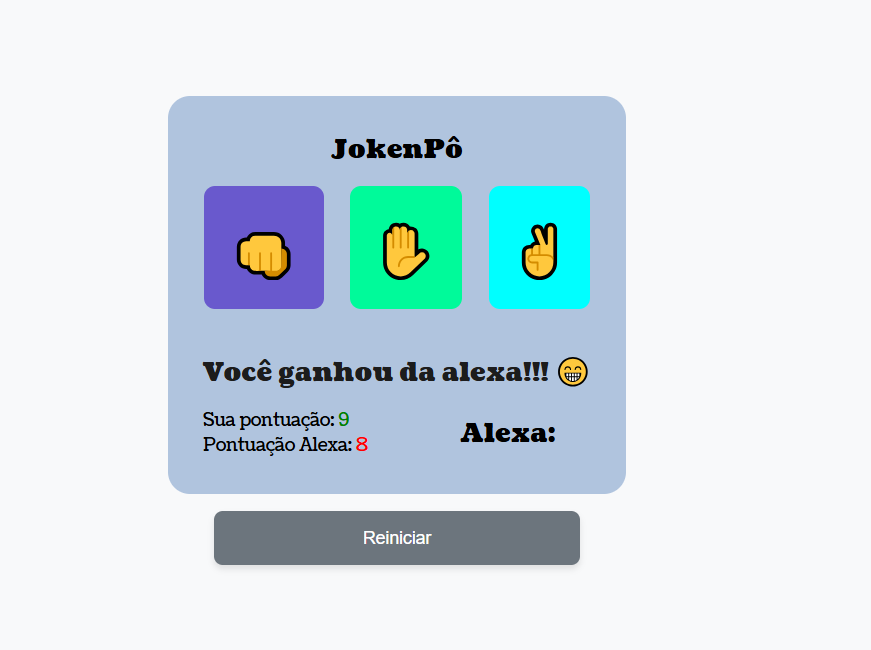 JokenPô
Você ganhou da alexa!!! 😁
Sua pontuação: 9
Pontuação Alexa: 8
Alexa:
Reiniciar